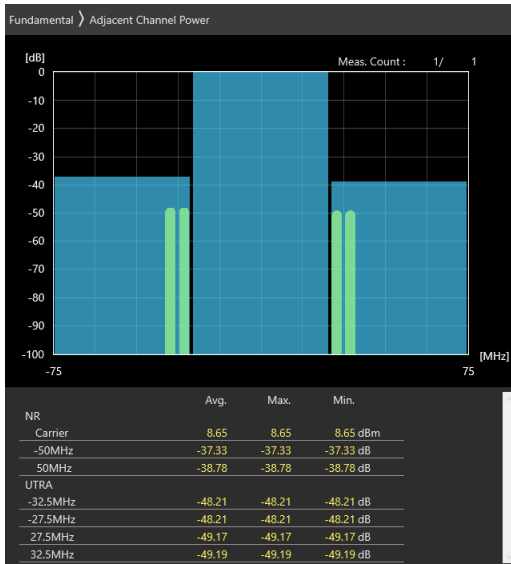 Fundamental 〉 Adjacent Channel Power
[dB]
Meas. Count : 1/ 1
0
-10
-20
-30
-40
-50
-60
-70
-80
-90
-100
[MHz]
-75 75
Avg. Max. Min.
NR
Carrier 8.65 8.65 8.65 dBm
-50MHz -37.33 -37.33 -37.33 dB
50MHz -38.78 -38.78 -38.78 dB
UTRA
-32.5MHz -48.21 -48.21 -48.21 dB
-27.5MHz -48.21 -48.21 -48.21 dB
27.5MHz -49.17 -49.17 -49.17 dB
32.5MHz -49.19 -49.19 -49.19 dB